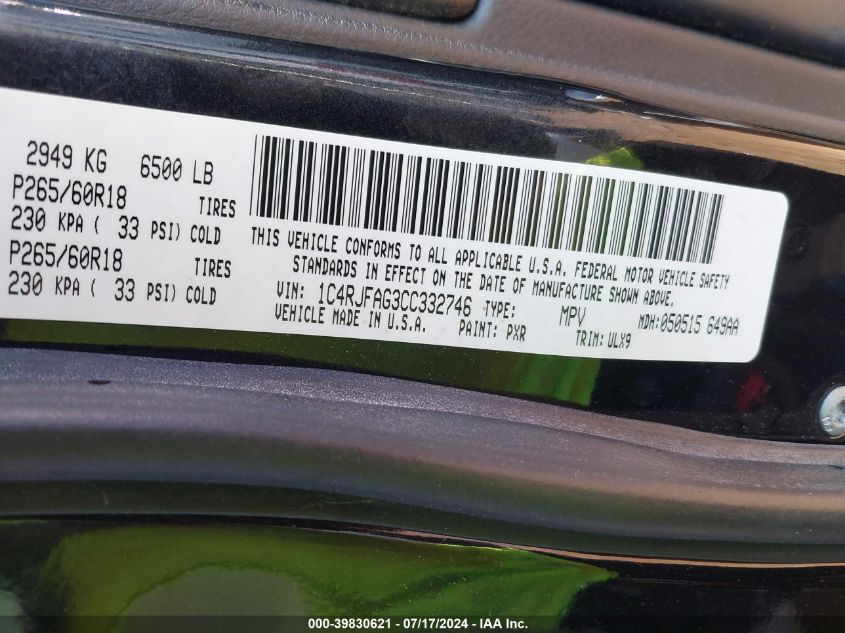 2949 KG 6500 LB
P265/60R18 TIRES
230 KPA ( 33 PSI) COLD
P265/60R18 TIRES
230 KPA ( 33 PSI) COLD
THIS VEHICLE CONFORMS TO ALL APPLICABLE U.S.A. FEDERAL MOTOR VEHICLE SAFETY
STANDARDS IN EFFECT ON THE DATE OF MANUFACTURE SHOWN ABOVE.
VIN: 1C4RJFAG3CC332746 TYPE: MPV MDH:050515 649AA
VEHICLE MADE IN U.S.A. PAINT: PXR TRIM:ULX9
000-39830621 - 07/17/2024 - IAA Inc.